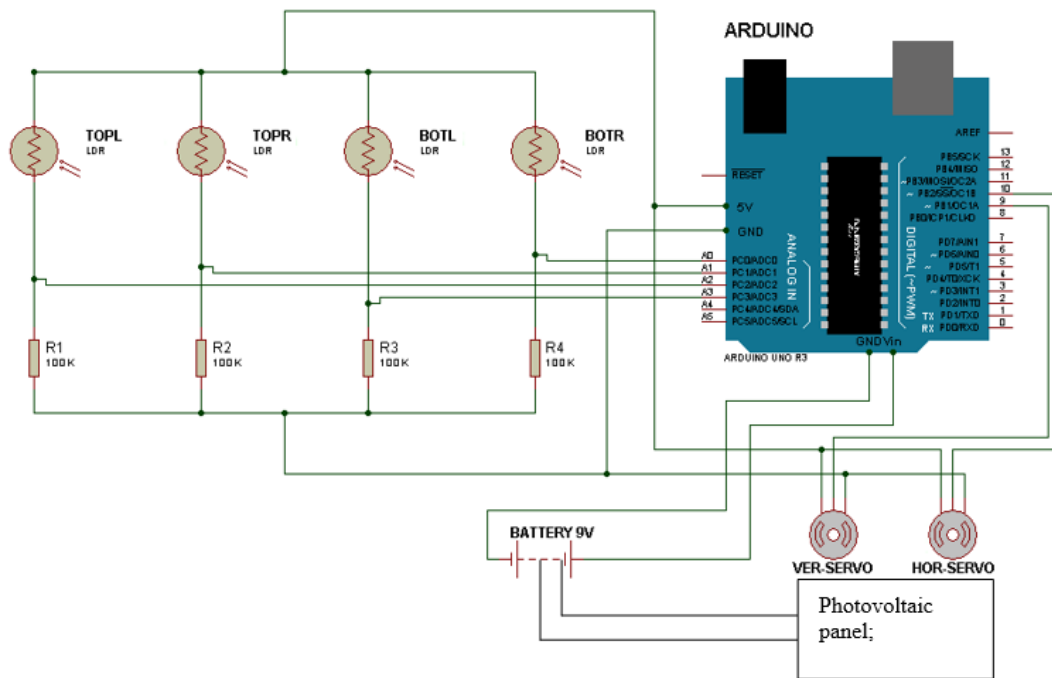 ARDUINO
TOPL
LDR
TOPR
LDR
BOTL
LDR
BOTR
LDR
RESET
5V
GND
A0 PC0/ADC0
A1 PC1/ADC1
A2 PC2/ADC2
A3 PC3/ADC3
A4 PC4/ADC4/SDA
A5 PC5/ADC5/SCL
ANALOG IN
AREF
PB5/SCK 13
PB4/MISO 12
~ PB3/MOSI/OC2A 11
~ PB2/SS/OC1B 10
~ PB1/OC1A 9
PB0/ICP1/CLKO 8
PD7/AIN1 7
~ PD6/AIN0 6
~ PD5/T1 5
PD4/T0/XCK 4
~ PD3/INT1 3
PD2/INT0 2
TX PD1/TXD 1
RX PD0/RXD 0
DIGITAL (~PWM)
GND Vin
ARDUINO UNO R3
R1
100K
R2
100K
R3
100K
R4
100K
BATTERY 9V
VER-SERVO
HOR-SERVO
Photovoltaic
panel;